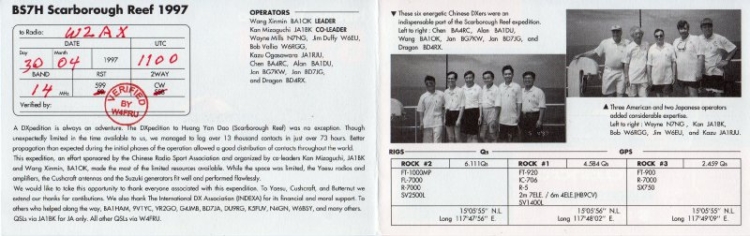 BS7H Scarborough Reef 1997
to Radio: W2AX
DATE UTC
Day Month
30 04 1997 1100
BAND RST 2WAY
14 MHz 599 CW
Verified by:
VERIFIED BY W4FRU
OPERATORS
Wang Xinmin BA1OK LEADER
Kan Mizoguchi JA1BK CO-LEADER
Wayne Mills N7NG, Jim Duffy W6EU,
Bob Vallio W6RGG,
Kazu Ogasawara JA1RJU,
Chen BA4RC, Alan BA1DU,
Jan BG7KW, Jon BD7JG,
and Dragon BD4RX.
A DXpedition is always an adventure. The DXpedition to Huang Yan Dao (Scarborough Reef) was no exception. Though
unexpectedly limited in the time available to us, we managed to log over 13 thousand contacts in just over 73 hours. Better
propagation than expected during the initial phases of the operation allowed a good distribution of contacts throughout the world.
This expedition, an effort sponsored by the Chinese Radio Sport Association and organized by co-leaders Kan Mizoguchi, JA1BK
and Wang Xinmin, BA1OK, made the most of the limited resources available. While the space was limited, the Yaesu radios and
amplifiers, the Cushcraft antennas and the Suzuki generators fit well and performed flawlessly.
We would like to take this opportunity to thank everyone associated with this expedition. To Yaesu, Cushcraft, and Butternut we
extend our thanks for contributions. We also thank The International DX Association (INDEXA) for its financial and moral support. To
others who helped along the way, BA1HAM, 9V1YC, VR2GO, G4JMB, BD7JA, DU9RG, K5FUV, N4GN, W6BSY, and many others.
QSLs via JA1BK for JA only. All other QSLs via W4FRU.
▼These six energetic Chinese DXers were an
indispensable part of the Scarborough Reef expedition.
Left to right : Chen BA4RC, Alan BA1DU,
Wang BA1OK, Jan BG7KW, Jon BD7JG, and
Dragon BD4RX.
▲Three American and two Japanese operators
added considerable expertise.
Left to right : Wayne N7NG, Kan JA1BK,
Bob W6RGG, Jim W6EU, and Kazu JA1RJU.
RIGS Qs GPS
ROCK #2 6.111Qs ROCK #1 4.584 Qs ROCK #3 2.459 Qs
FT-1000MP FT-920 FT-900
FL-7000 IC-706 R-7000
R-7000 R-5 SX750
SV2500L 2m 7ELE. / 6m 4ELE.(HB9CV)
SV1400L
15°05'55" N.L 15°05'56" N.L 15°05'55" N.L
Long 117°47'56" E. Long 117°48'02" E. Long 117°49'09" E.